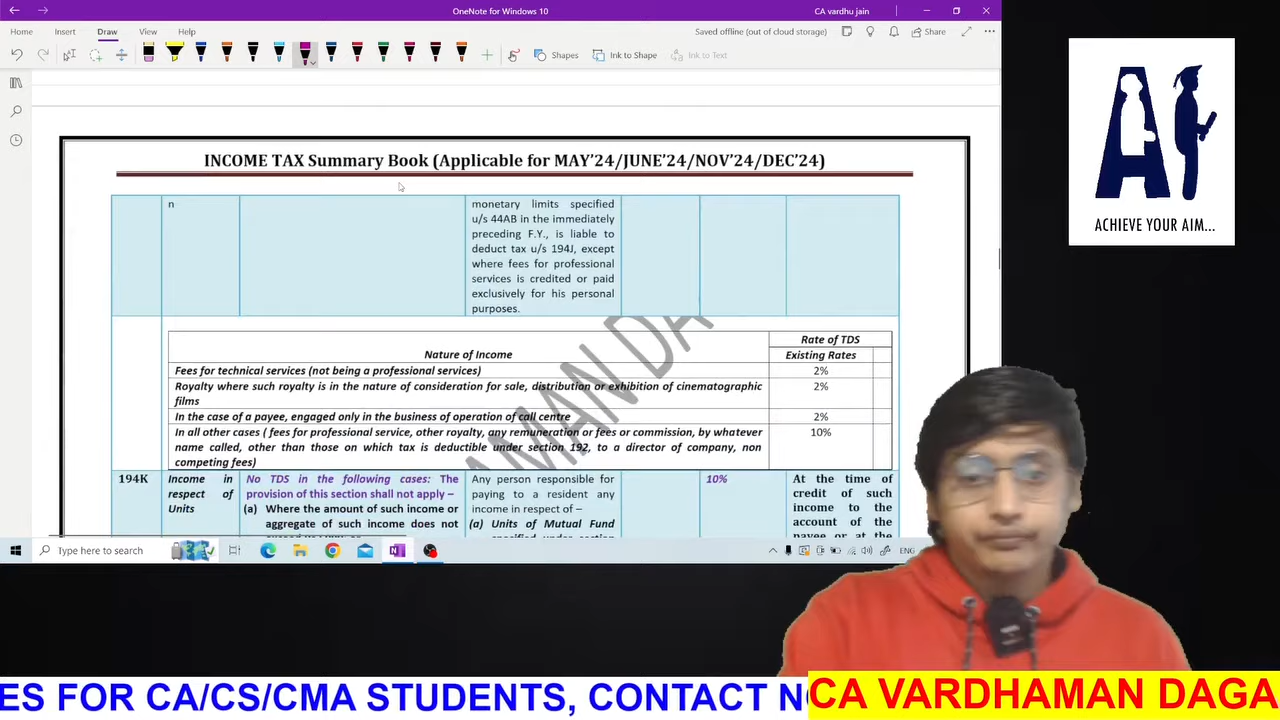 OneNote for Windows 10
CA vardhu jain
Home Insert Draw View Help
Saved offline (out of cloud storage)
Share
Shapes
Ink to Shape
Ink to Text
INCOME TAX Summary Book (Applicable for MAY'24/JUNE'24/NOV'24/DEC'24)
n
monetary limits specified
u/s 44AB in the immediately
preceding F.Y., is liable to
deduct tax u/s 194J, except
where fees for professional
services is credited or paid
exclusively for his personal
purposes.
Nature of Income
Rate of TDS
Existing Rates
Fees for technical services (not being a professional services)
2%
Royalty where such royalty is in the nature of consideration for sale, distribution or exhibition of cinematographic
films
2%
In the case of a payee, engaged only in the business of operation of call centre
2%
In all other cases ( fees for professional service, other royalty, any remuneration or fees or commission, by whatever
name called, other than those on which tax is deductible under section 192, to a director of company, non
competing fees)
10%
AMAN DA
194K
Income in
respect of
Units
No TDS in the following cases: The
provision of this section shall not apply –
(a) Where the amount of such income or
aggregate of such income does not
Any person responsible for
paying to a resident any
income in respect of –
(a) Units of Mutual Fund
10%
At the time of
credit of such
income to the
account of the
payee or at the
Type here to search
ENG
ACHIEVE YOUR AIM...
ES FOR CA/CS/CMA STUDENTS, CONTACT
CA VARDHAMAN DAGA